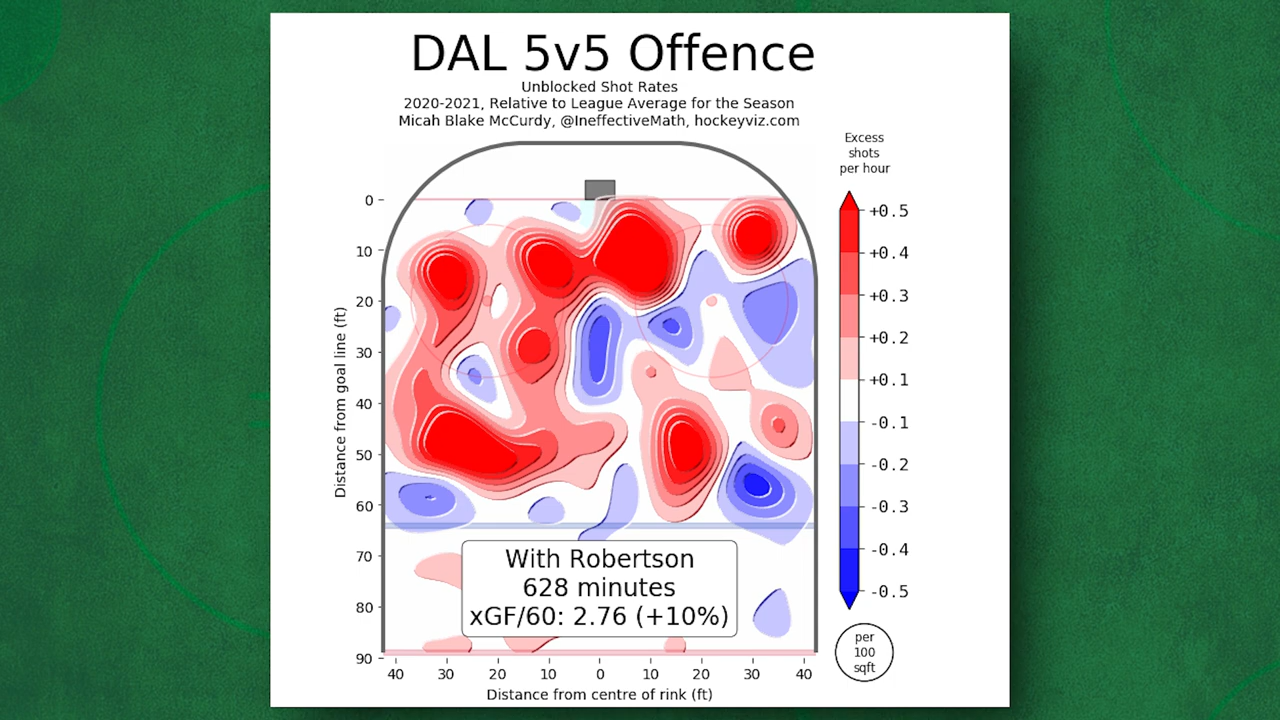 DAL 5v5 Offence
Unblocked Shot Rates
2020-2021, Relative to League Average for the Season
Micah Blake McCurdy, @IneffectiveMath, hockeyviz.com
Excess
shots
per hour
+0.5
+0.4
+0.3
+0.2
+0.1
-0.1
-0.2
-0.3
-0.4
-0.5
per
100
sqft
Distance from goal line (ft)
0
10
20
30
40
50
60
70
80
90
With Robertson
628 minutes
xGF/60: 2.76 (+10%)
40 30 20 10 0 10 20 30 40
Distance from centre of rink (ft)